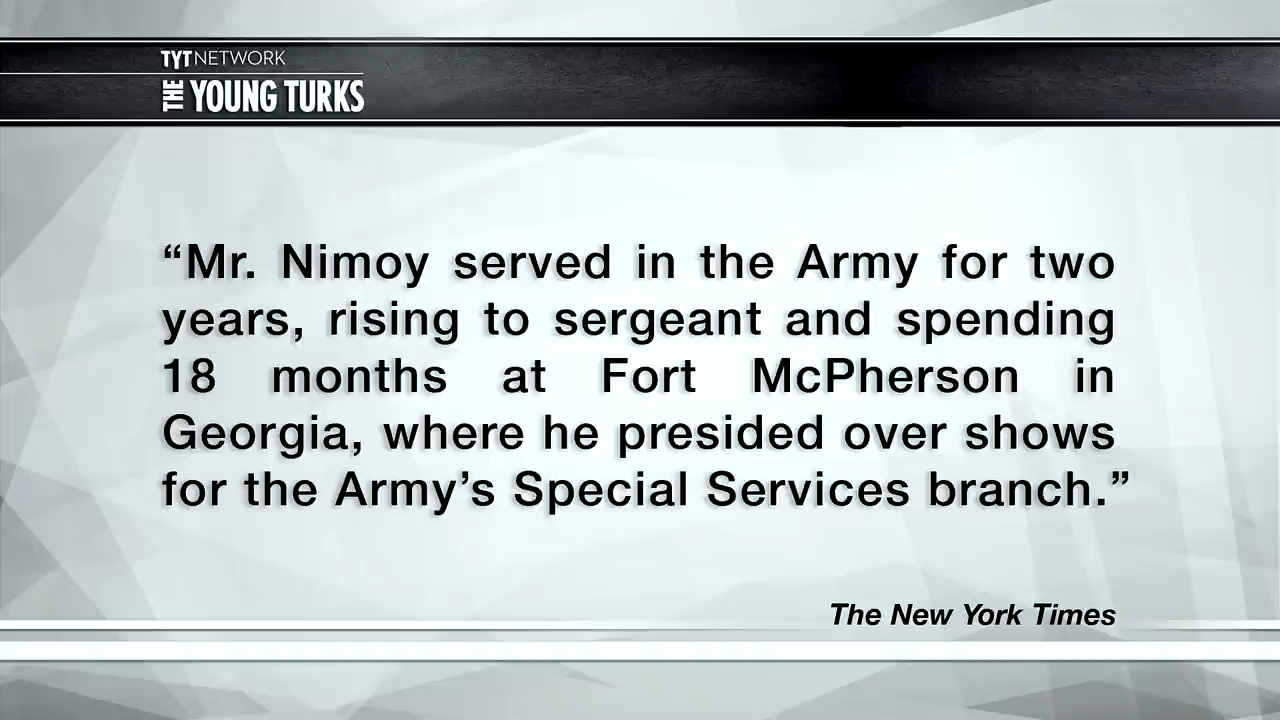 TYTNETWORK
THE YOUNG TURKS
“Mr. Nimoy served in the Army for two
years, rising to sergeant and spending
18 months at Fort McPherson in
Georgia, where he presided over shows
for the Army’s Special Services branch.”
The New York Times